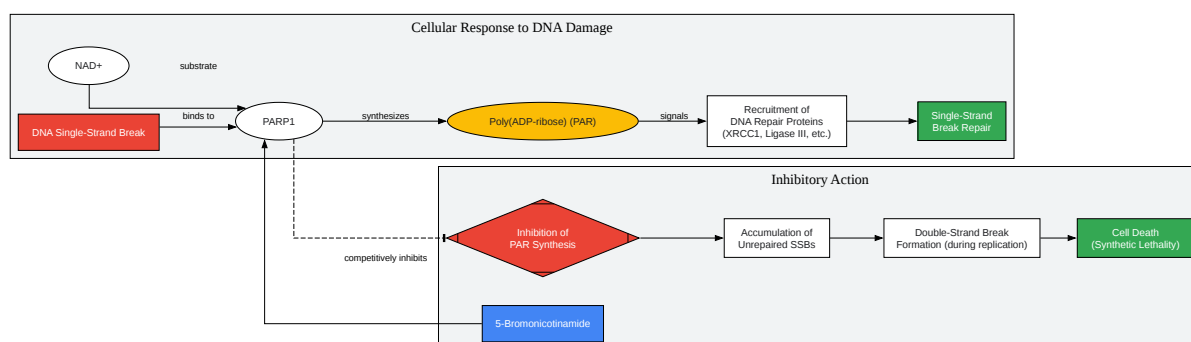 Cellular Response to DNA Damage
NAD+
substrate
DNA Single-Strand Break
binds to
PARP1
synthesizes
Poly(ADP-ribose) (PAR)
signals
Recruitment of
DNA Repair Proteins
(XRCC1, Ligase III, etc.)
Single-Strand
Break Repair
Inhibitory Action
competitively inhibits
Inhibition of
PAR Synthesis
Accumulation of
Unrepaired SSBs
Double-Strand Break
Formation (during replication)
Cell Death
(Synthetic Lethality)
5-Bromonicotinamide